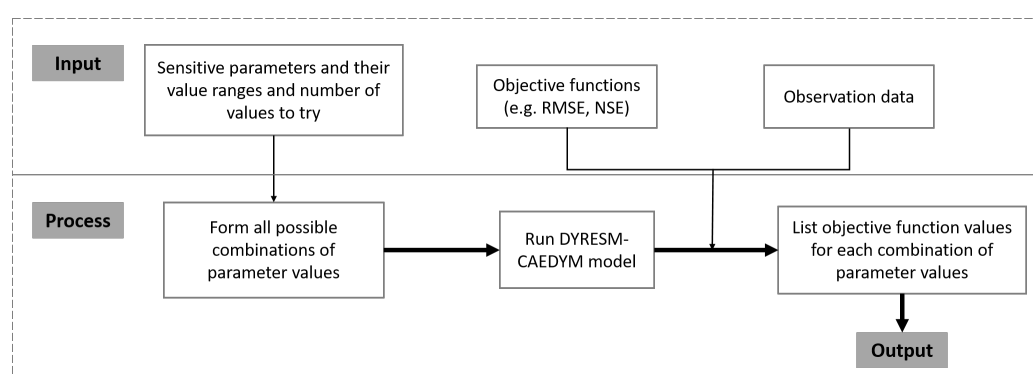 Input
Sensitive parameters and their
value ranges and number of
values to try
Objective functions
(e.g. RMSE, NSE)
Observation data
Process
Form all possible
combinations of
parameter values
Run DYRESM-
CAEDYM model
List objective function values
for each combination of
parameter values
Output